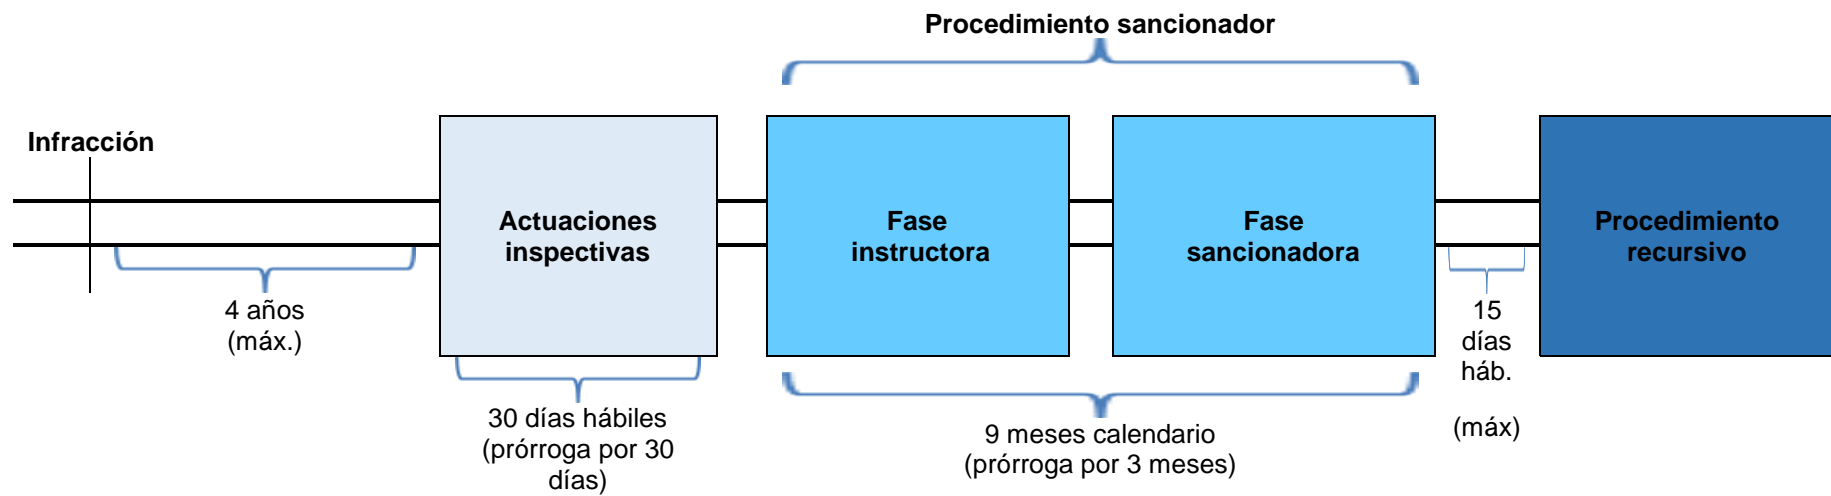 Procedimiento sancionador
Infracción
Actuaciones
inspectivas
Fase
instructora
Fase
sancionadora
Procedimiento
recursivo
4 años
(máx.)
30 días hábiles
(prórroga por 30
días)
9 meses calendario
(prórroga por 3 meses)
15
días
háb.
(máx)